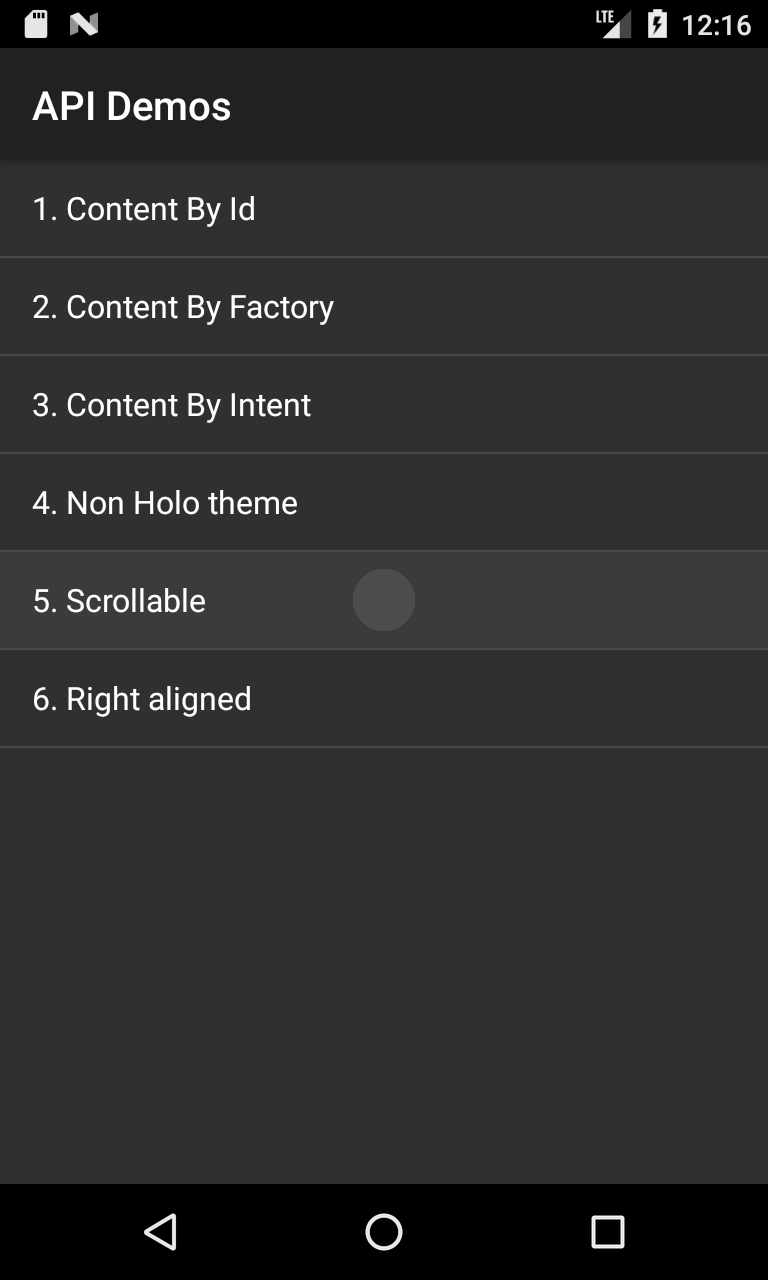 LTE 12:16
API Demos
1. Content By Id
2. Content By Factory
3. Content By Intent
4. Non Holo theme
5. Scrollable
6. Right aligned